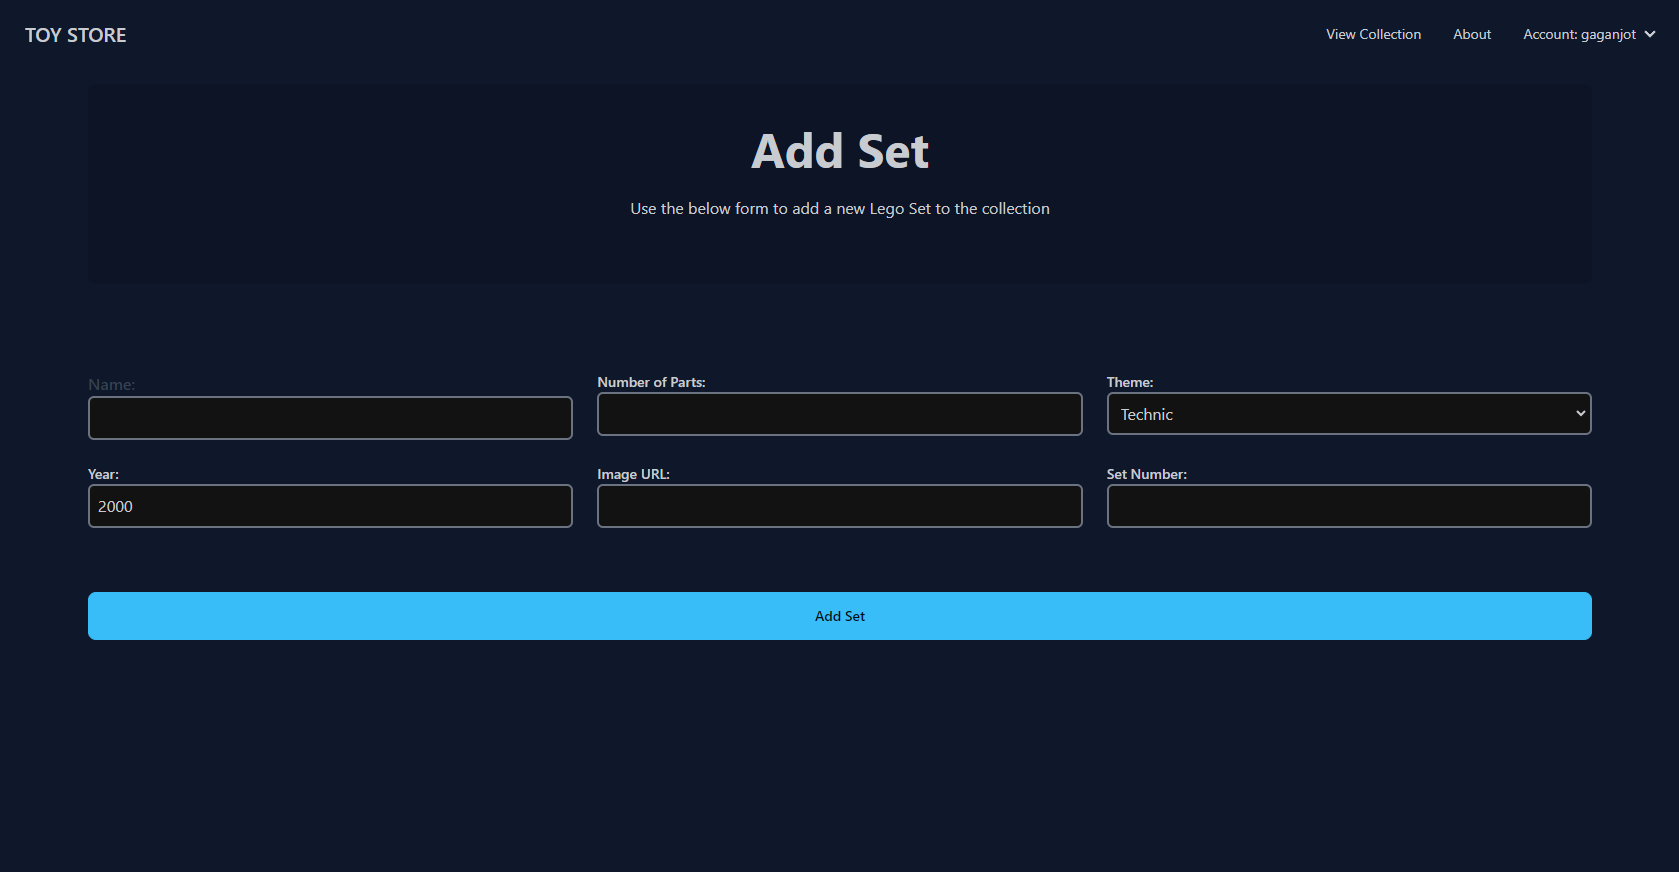 TOY STORE
View Collection
About
Account: gaganjot
Add Set
Use the below form to add a new Lego Set to the collection
Name:
Number of Parts:
Theme:
Technic
Year:
Image URL:
Set Number:
2000
Add Set